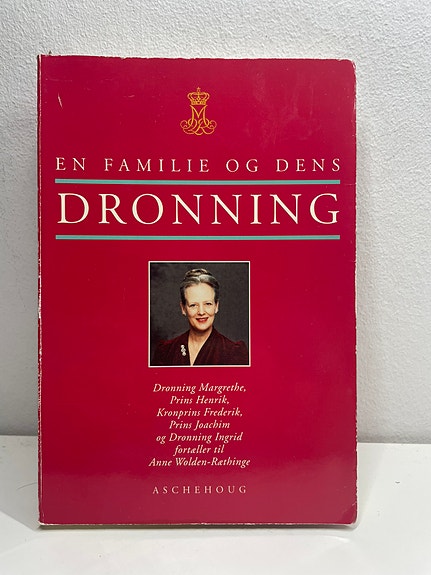 EN FAMILIE OG DENS
DRONNING
Dronning Margrethe,
Prins Henrik,
Kronprins Frederik,
Prins Joachim
og Dronning Ingrid
fortæller til
Anne Wolden-Ræthinge
ASCHEHOUG